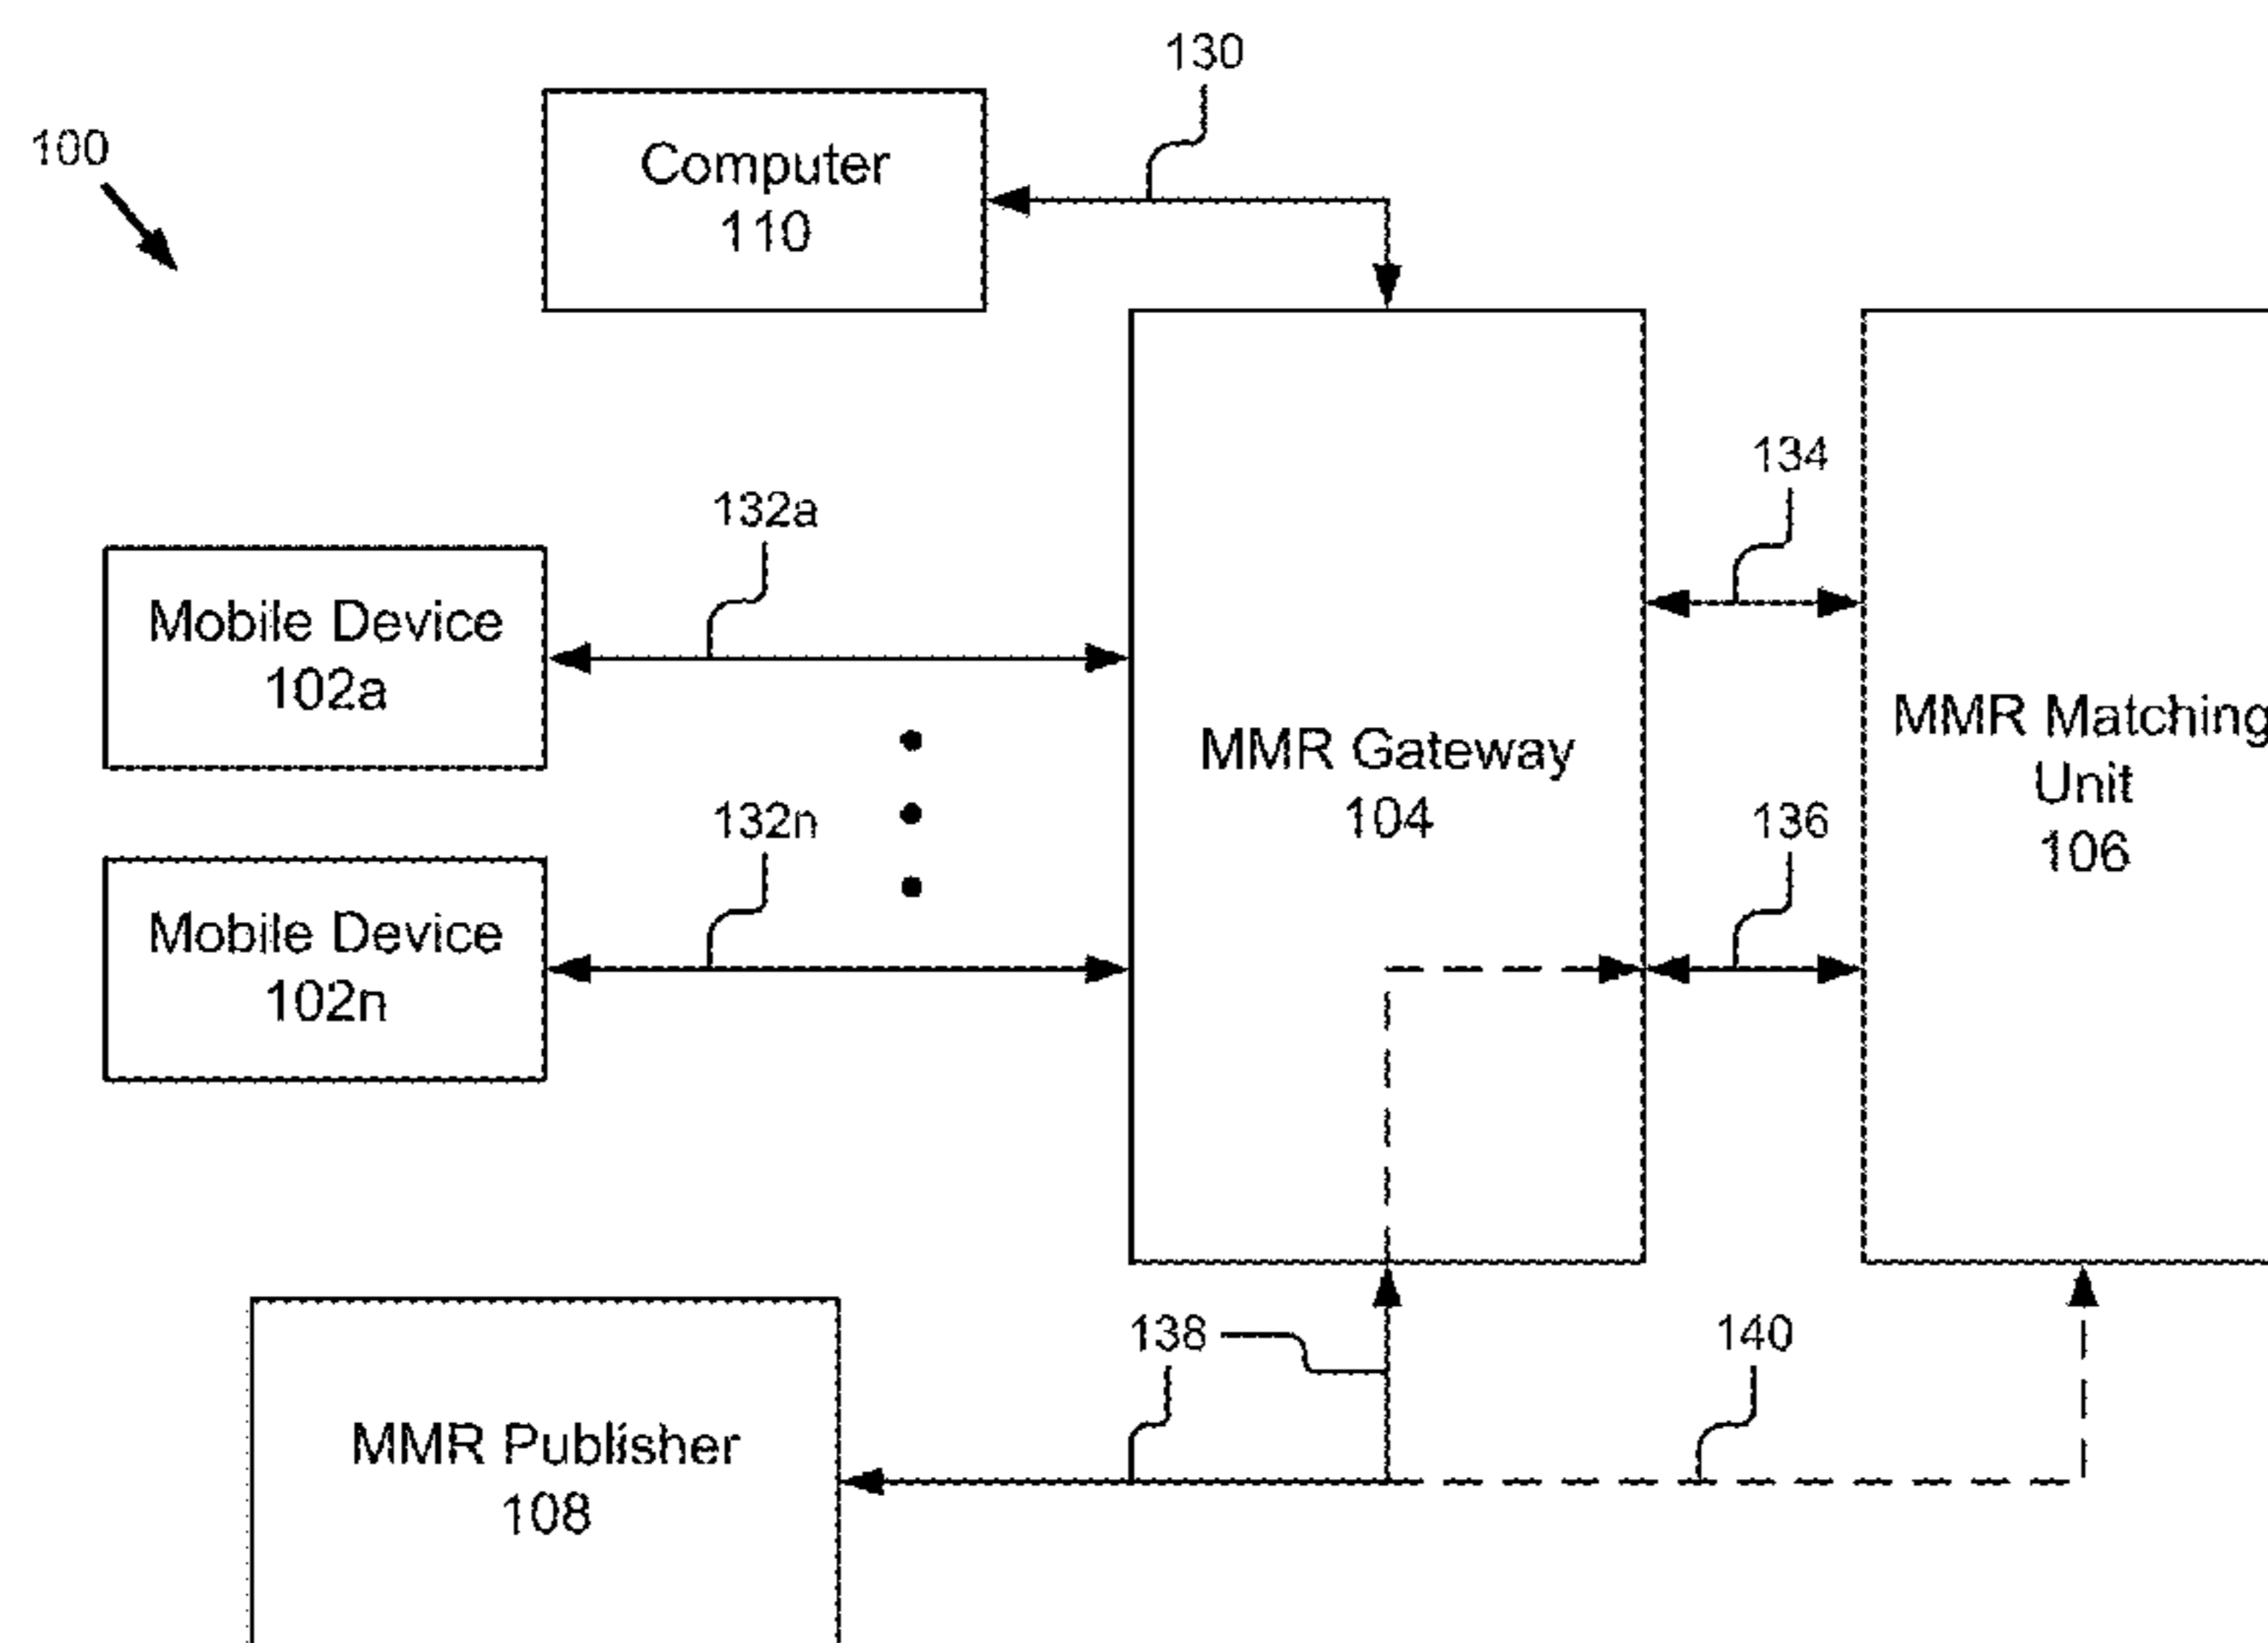 130
100
Computer
110
134
132a
Mobile Device
102a
MMR Gateway
104
MMR Matching
Unit
106
132n
136
Mobile Device
102n
138
140
MMR Publisher
108